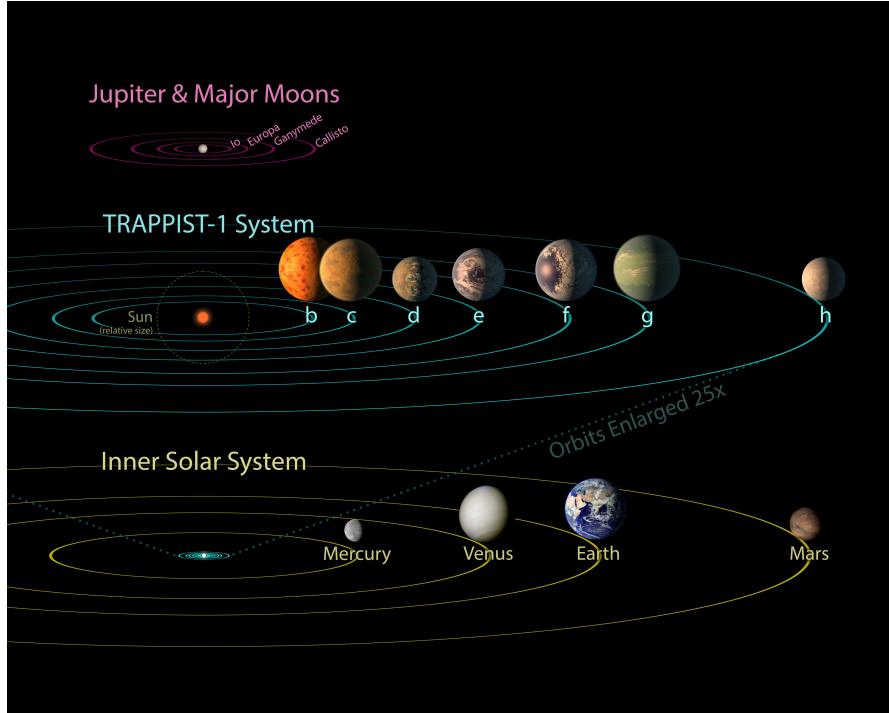 Jupiter & Major Moons
Io
Europa
Ganymede
Callisto
TRAPPIST-1 System
Sun
(relative size)
b
c
d
e
f
g
h
Orbits Enlarged 25x
Inner Solar System
Mercury
Venus
Earth
Mars